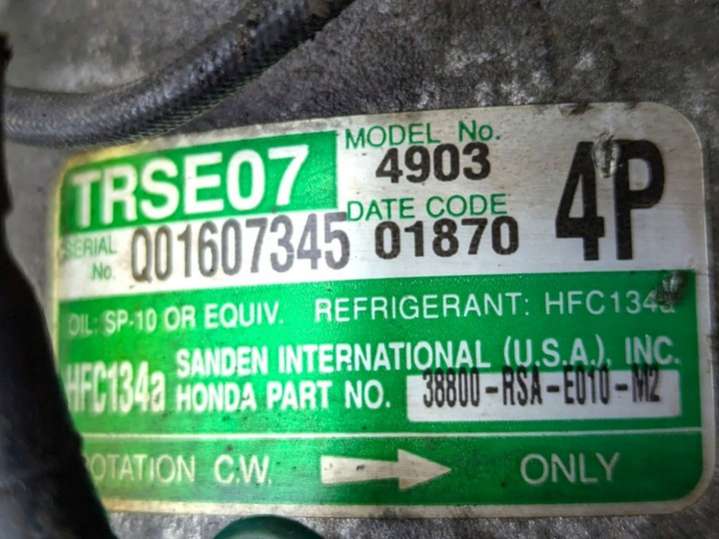 TRSE07
MODEL No.
4903
4P
SERIAL No. Q01607345
DATE CODE
01870
OIL: SP-10 OR EQUIV. REFRIGERANT: HFC134a
HFC134a SANDEN INTERNATIONAL (U.S.A.), INC.
HONDA PART NO. 38800-RSA-E010-M2
ROTATION C.W. ONLY